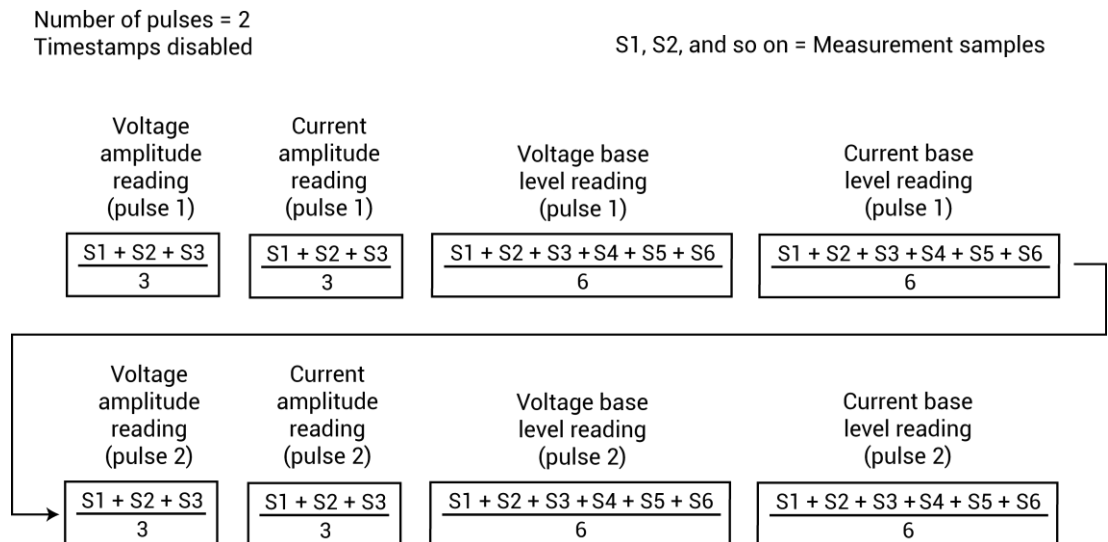 Number of pulses = 2
Timestamps disabled
S1, S2, and so on = Measurement samples
Voltage
amplitude
reading
(pulse 1)
Current
amplitude
reading
(pulse 1)
Voltage base
level reading
(pulse 1)
Current base
level reading
(pulse 1)
S1 + S2 + S3
3
S1 + S2 + S3
3
S1 + S2 + S3 +S4 + S5 + S6
6
S1 + S2 + S3 +S4 + S5 + S6
6
Voltage
amplitude
reading
(pulse 2)
Current
amplitude
reading
(pulse 2)
Voltage base
level reading
(pulse 2)
Current base
level reading
(pulse 2)
S1 + S2 + S3
3
S1 + S2 + S3
3
S1 + S2 + S3 +S4 + S5 + S6
6
S1 + S2 + S3 +S4 + S5 + S6
6